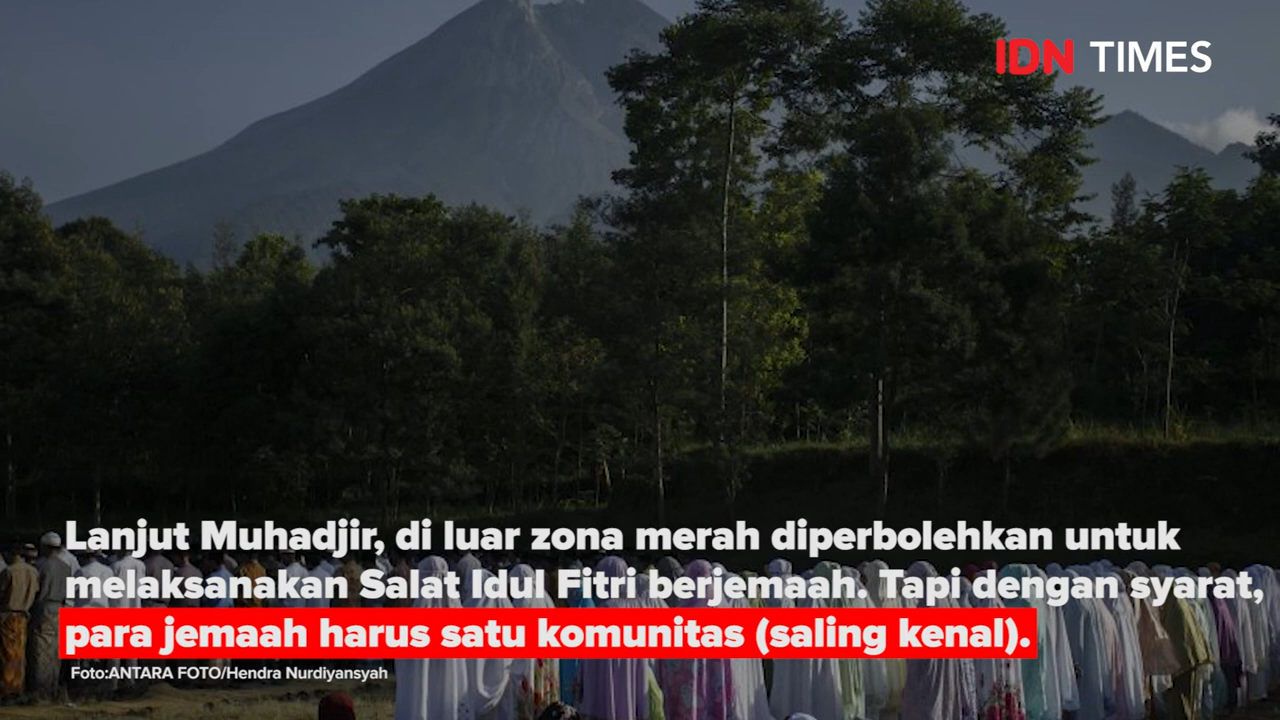 IDN TIMES
Lanjut Muhadjir, di luar zona merah diperbolehkan untuk
melaksanakan Salat Idul Fitri berjemaah. Tapi dengan syarat,
para jemaah harus satu komunitas (saling kenal).
Foto:ANTARA FOTO/Hendra Nurdiyansyah